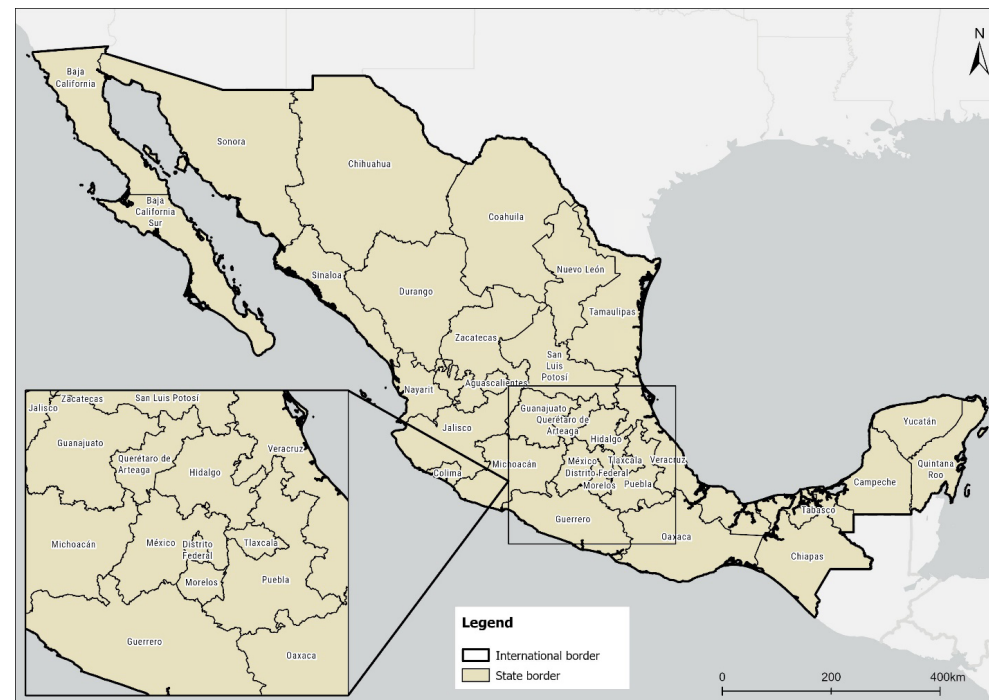 N
Baja
California
Sonora
Chihuahua
Coahuila
Baja
California
Sur
Nuevo León
Sinaloa
Durango
Tamaulipas
Zacatecas
San
Luis
Potosí
Nayarit
Aguascalientes
Guanajuato
Querétaro de
Arteaga
Jalisco
Hidalgo
Yucatán
Michoacán
México
Tlaxcala
Veracruz
Quintana
Roo
Colima
Distrito Federal
Puebla
Campeche
Morelos
Guerrero
Tabasco
Oaxaca
Chiapas
Zacatecas
San Luis Potosí
Jalisco
Guanajuato
Querétaro de
Arteaga
Hidalgo
Veracruz
Michoacán
México
Distrito
Federal
Tlaxcala
Morelos
Puebla
Guerrero
Oaxaca
Legend
International border
State border
0 200 400km